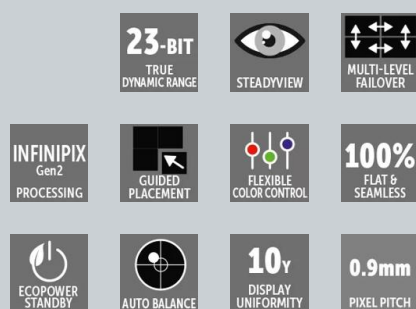 23-BIT
TRUE
DYNAMIC RANGE
STEADYVIEW
MULTI-LEVEL
FAILOVER
INFINIPIX
Gen2
PROCESSING
GUIDED
PLACEMENT
FLEXIBLE
COLOR CONTROL
100%
FLAT &
SEAMLESS
ECOPOWER
STANDBY
AUTO BALANCE
10Y
DISPLAY
UNIFORMITY
0.9mm
PIXEL PITCH